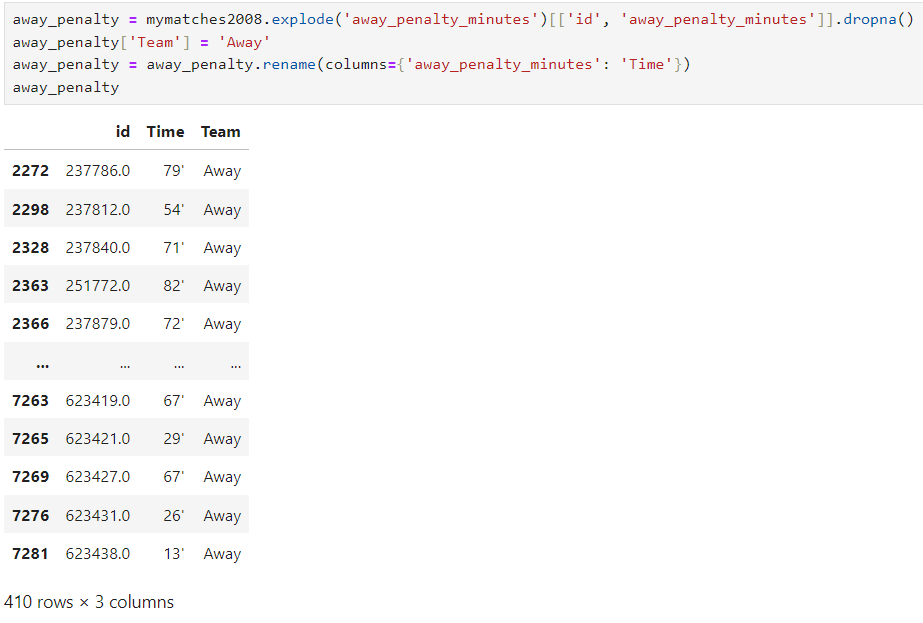 away_penalty = mymatches2008.explode('away_penalty_minutes')[['id', 'away_penalty_minutes']].dropna()
away_penalty['Team'] = 'Away'
away_penalty = away_penalty.rename(columns={'away_penalty_minutes': 'Time'})
away_penalty
id Time Team
2272 237786.0 79' Away
2298 237812.0 54' Away
2328 237840.0 71' Away
2363 251772.0 82' Away
2366 237879.0 72' Away
... ... ... ...
7263 623419.0 67' Away
7265 623421.0 29' Away
7269 623427.0 67' Away
7276 623431.0 26' Away
7281 623438.0 13' Away
410 rows × 3 columns